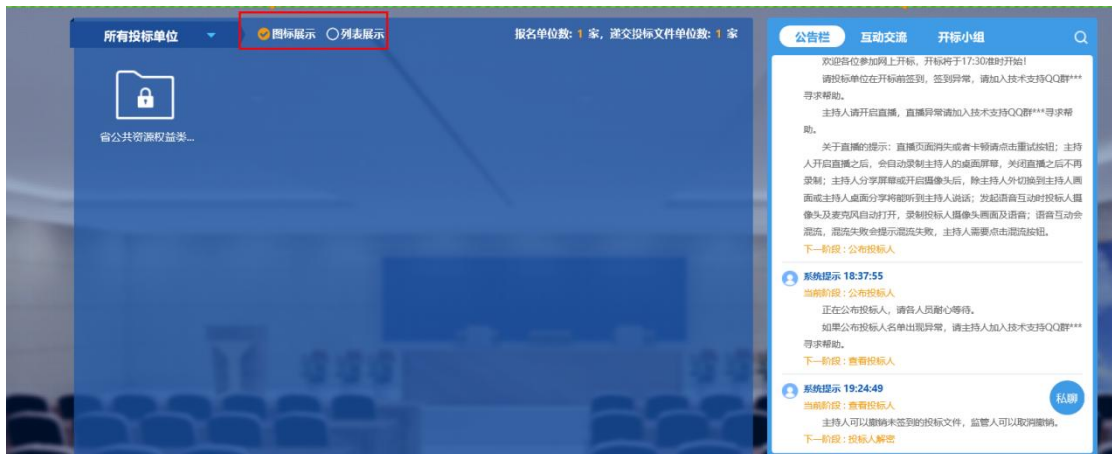 所有投标单位
图标展示 列表展示
报名单位数: 1 家，递交投标文件单位数: 1 家
省公共资源权益类...
公告栏 互动交流 开标小组
欢迎各位参加网上开标，开标将于17:30准时开始！
请投标单位在开标前签到，签到异常，请加入技术支持QQ群***
寻求帮助。
主持人请开启直播，直播异常请加入技术支持QQ群***寻求帮
助。
关于直播的提示：直播页面消失或者卡顿请点击重试按钮；主持
人开启直播之后，会自动录制主持人的桌面屏幕，关闭直播之后不再
录制；主持人分享屏幕或开启摄像头后，除主持人外切换到主持人画
面或主持人桌面分享将能听到主持人说话；发起语音互动时投标人摄
像头及麦克风自动打开，录制投标人摄像头画面及语音；语音互动会
混流，混流失败会提示混流失败，主持人需要点击混流按钮。
下一阶段 : 公布投标人
系统提示 18:37:55
当前阶段 : 公布投标人
正在公布投标人，请各人员耐心等待。
如果公布投标人名单出现异常，请主持人加入技术支持QQ群***
寻求帮助。
下一阶段 : 查看投标人
系统提示 19:24:49
当前阶段 : 查看投标人
主持人可以撤销未签到的投标文件，监管人可以取消撤销。
下一阶段 : 投标人解密
私聊